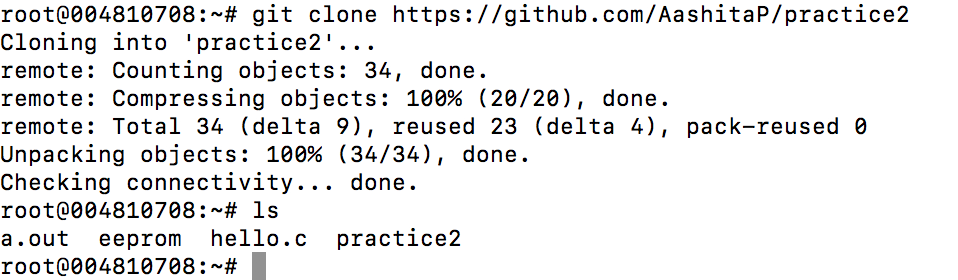 root@004810708:~# git clone https://github.com/AashitaP/practice2
Cloning into 'practice2'...
remote: Counting objects: 34, done.
remote: Compressing objects: 100% (20/20), done.
remote: Total 34 (delta 9), reused 23 (delta 4), pack-reused 0
Unpacking objects: 100% (34/34), done.
Checking connectivity... done.
root@004810708:~# ls
a.out  eeprom  hello.c  practice2
root@004810708:~#